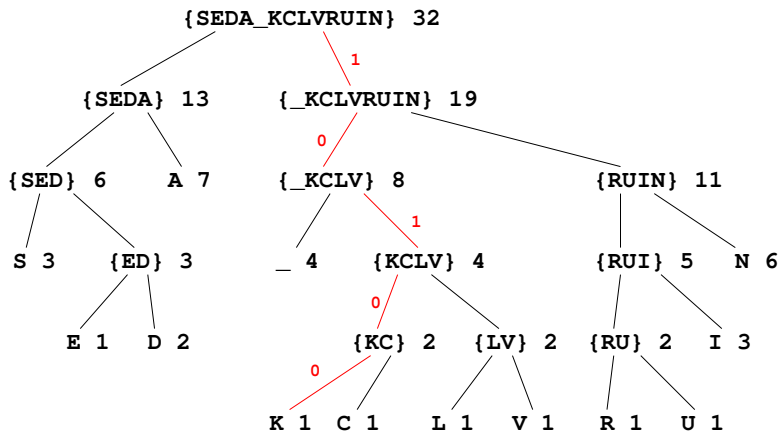 {SEDA_KCLVRUIN} 32
1
{SEDA} 13 {_KCLVRUIN} 19
0
{SED} 6 A 7 {_KCLV} 8 {RUIN} 11
1
S 3 {ED} 3 _ 4 {KCLV} 4 {RUI} 5 N 6
0
E 1 D 2 {KC} 2 {LV} 2 {RU} 2 I 3
0
K 1 C 1 L 1 V 1 R 1 U 1